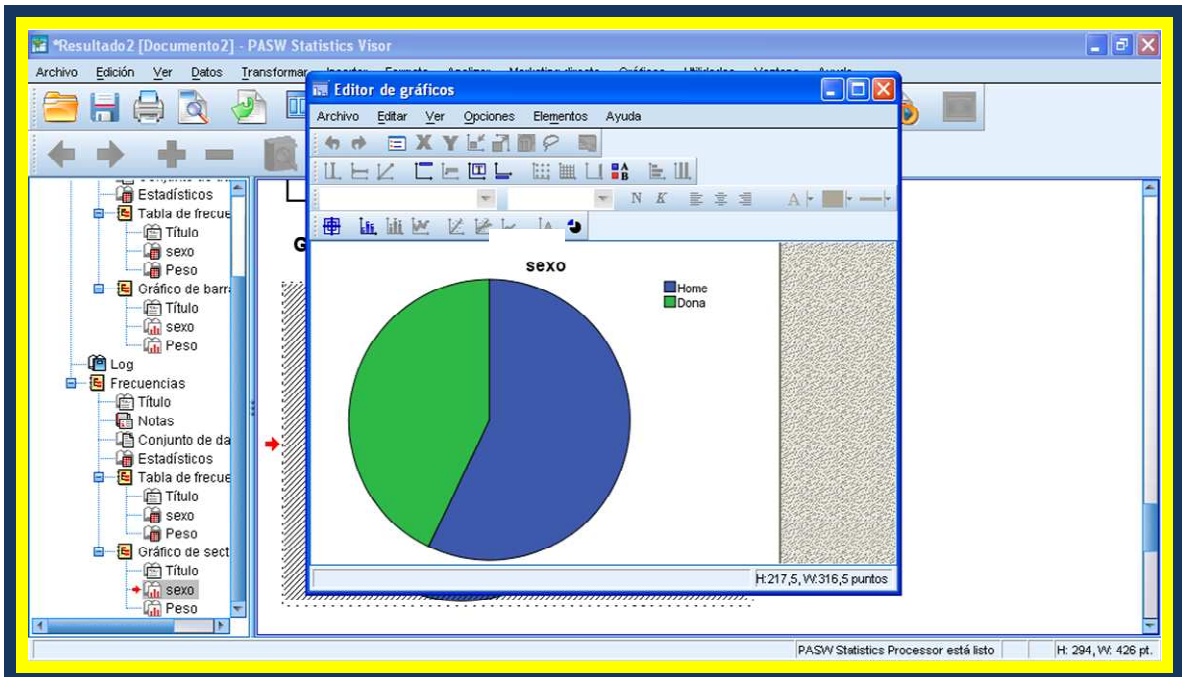 *Resultado2 [Documento2] - PASW Statistics Visor
Archivo Edición Ver Datos Transformar
Editor de gráficos
Archivo Editar Ver Opciones Elementos Ayuda
N K
A
Estadísticos
Tabla de frecue
Título
sexo
Peso
Gráfico de barra
Título
sexo
Peso
Log
Frecuencias
Título
Notas
Conjunto de da
Estadísticos
Tabla de frecue
Título
sexo
Peso
Gráfico de sect
Título
sexo
Peso
G
sexo
Home
Dona
H:217,5, W:316,5 puntos
PASW Statistics Processor está listo
H: 294, W: 426 pt.